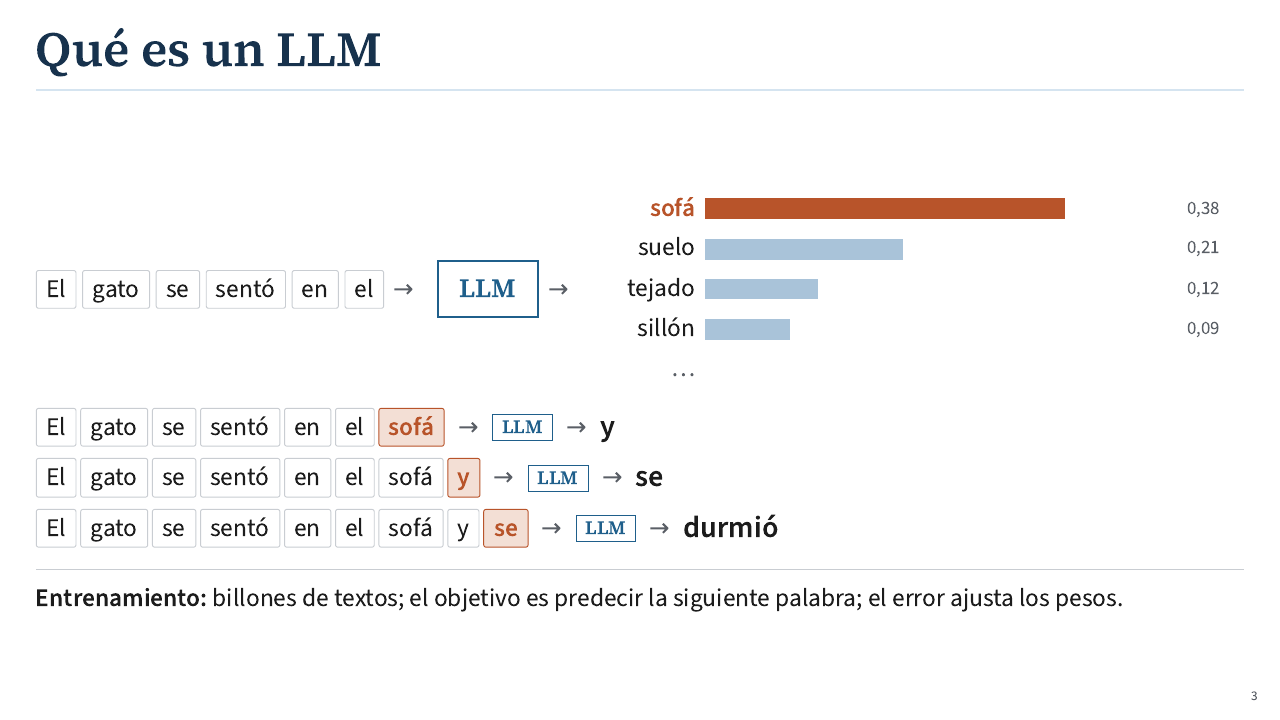 Qué es un LLM
sofá 0,38
suelo 0,21
El gato se sentó en el → LLM → tejado 0,12
sillón 0,09
…
El gato se sentó en el sofá → LLM → y
El gato se sentó en el sofá y → LLM → se
El gato se sentó en el sofá y se → LLM → durmió
Entrenamiento: billones de textos; el objetivo es predecir la siguiente palabra; el error ajusta los pesos.
3